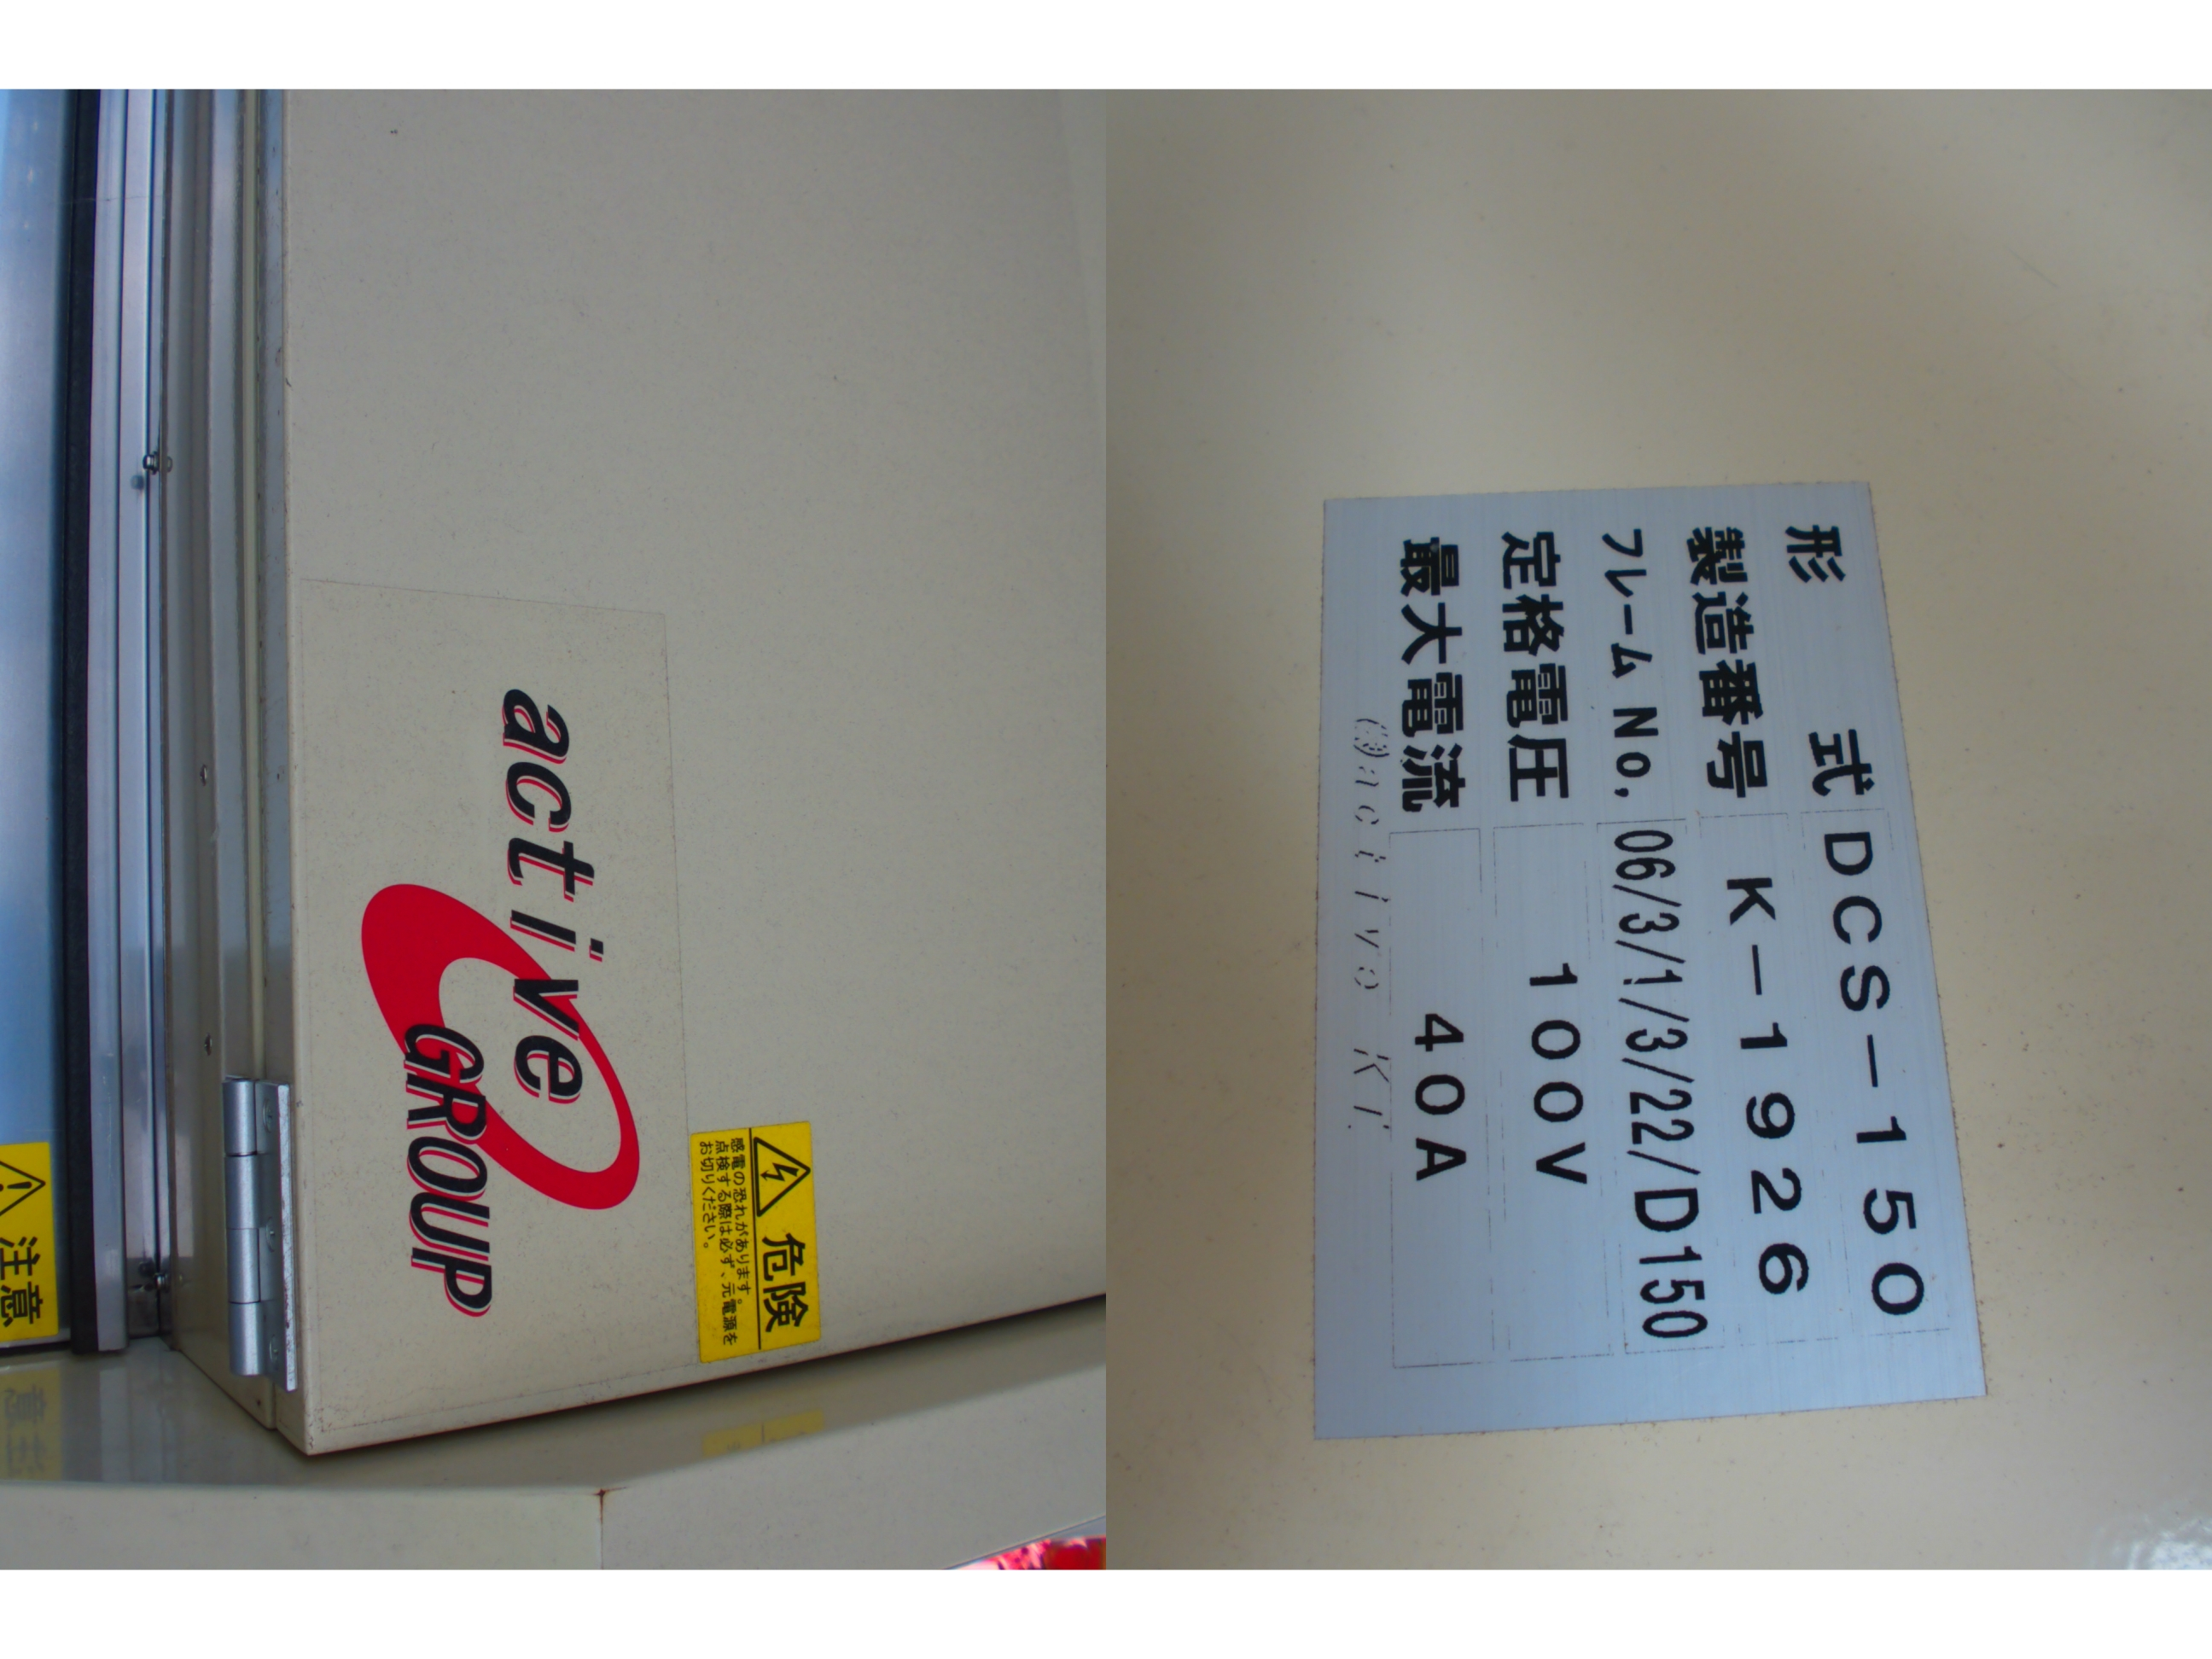 active
GROUP
危険
感電の恐れがあります。
点検する際は必ず、元電源を
お切りください。
注意
形 式 DCS-150
製造番号 K-1926
フレーム No, 06/3/1/3/22/D150
定格電圧 100V
最大電流 40A